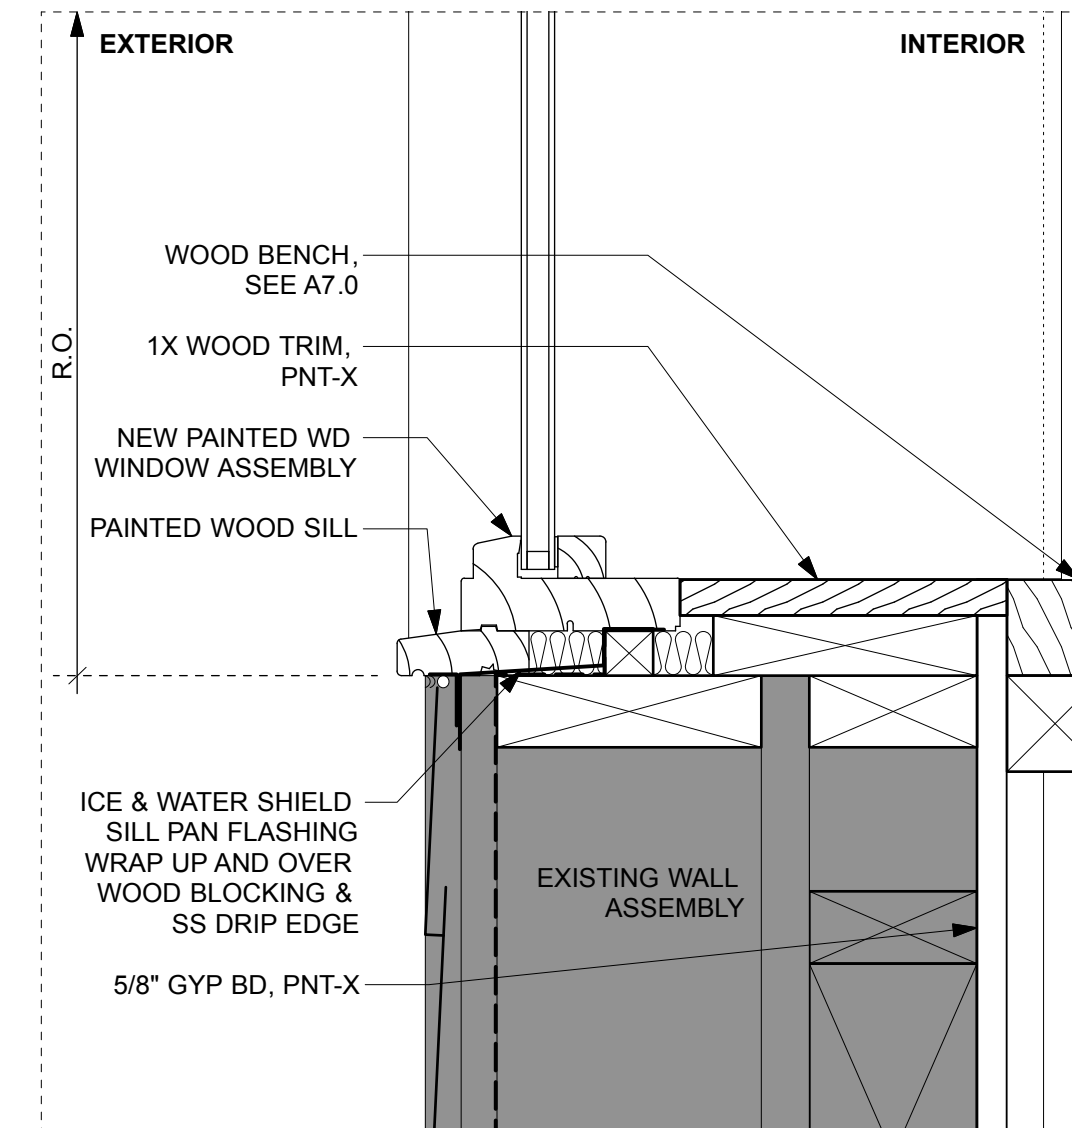 EXTERIOR
INTERIOR
WOOD BENCH,
SEE A7.0
R.O.
1X WOOD TRIM,
PNT-X
NEW PAINTED WD
WINDOW ASSEMBLY
PAINTED WOOD SILL
ICE & WATER SHIELD
SILL PAN FLASHING
WRAP UP AND OVER
WOOD BLOCKING &
SS DRIP EDGE
EXISTING WALL
ASSEMBLY
5/8" GYP BD, PNT-X